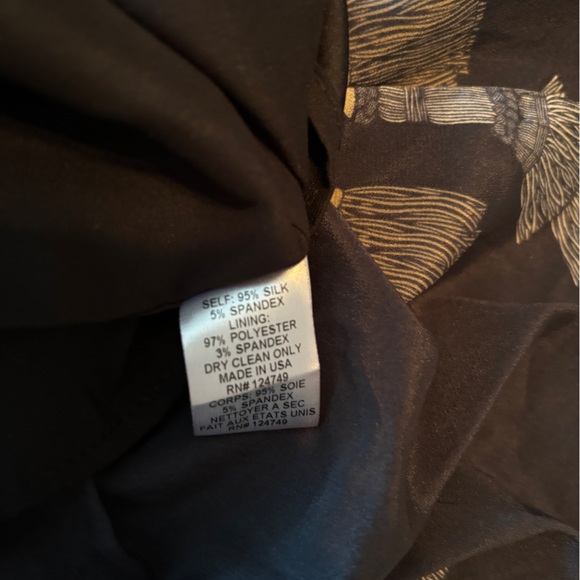 SELF: 95% SILK
5% SPANDEX
LINING:
97% POLYESTER
3% SPANDEX
DRY CLEAN ONLY
MADE IN USA
RN# 124749
CORPS: 95% SOIE
5% SPANDEX
NETTOYER A SEC
FAIT AUX ETATS UNIS
RN# 124749